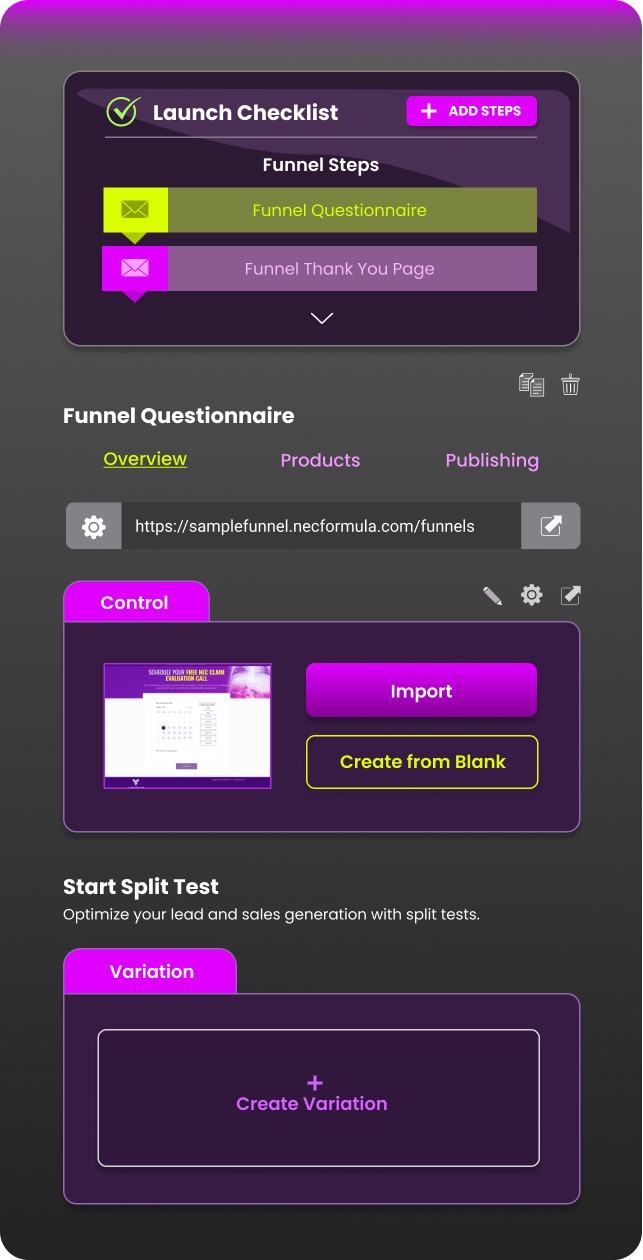 Launch Checklist
ADD STEPS
Funnel Steps
Funnel Questionnaire
Funnel Thank You Page
Funnel Questionnaire
Overview
Products
Publishing
https://samplefunnel.necformula.com/funnels
Control
SCHEDULE YOUR FREE NEC CLAIM
EVALUATION CALL
Import
Create from Blank
Start Split Test
Optimize your lead and sales generation with split tests.
Variation
+
Create Variation